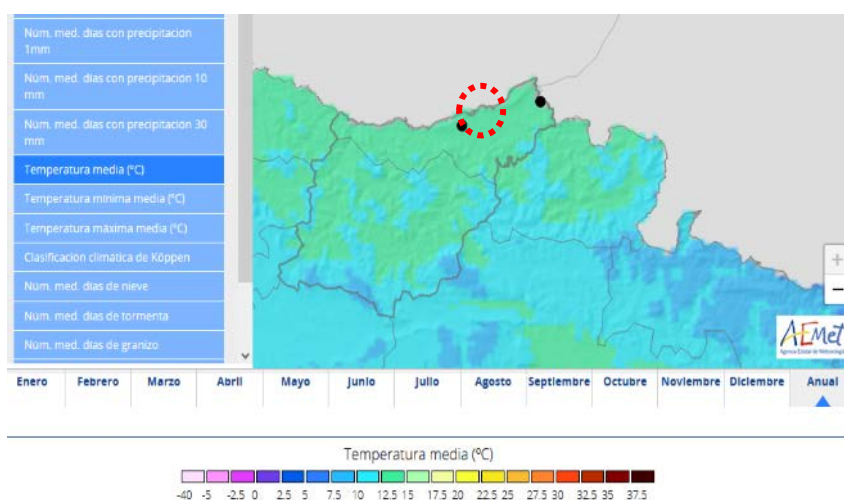 Núm. med. días con precipitación
1mm
Núm. med. días con precipitación 10
mm
Núm. med. días con precipitación 30
mm
Temperatura media (°C)
Temperatura mínima media (°C)
Temperatura máxima media (°C)
Clasificación climática de Köppen
Núm. med. días de nieve
Núm. med. días de tormenta
Núm. med. días de granizo
+
−
AEMet
Agencia Estatal de Meteorología
Enero Febrero Marzo Abril Mayo Junio Julio Agosto Septiembre Octubre Noviembre Diciembre Anual
Temperatura media (ºC)
-40 -5 -2.5 0 2.5 5 7.5 10 12.5 15 17.5 20 22.5 25 27.5 30 32.5 35 37.5